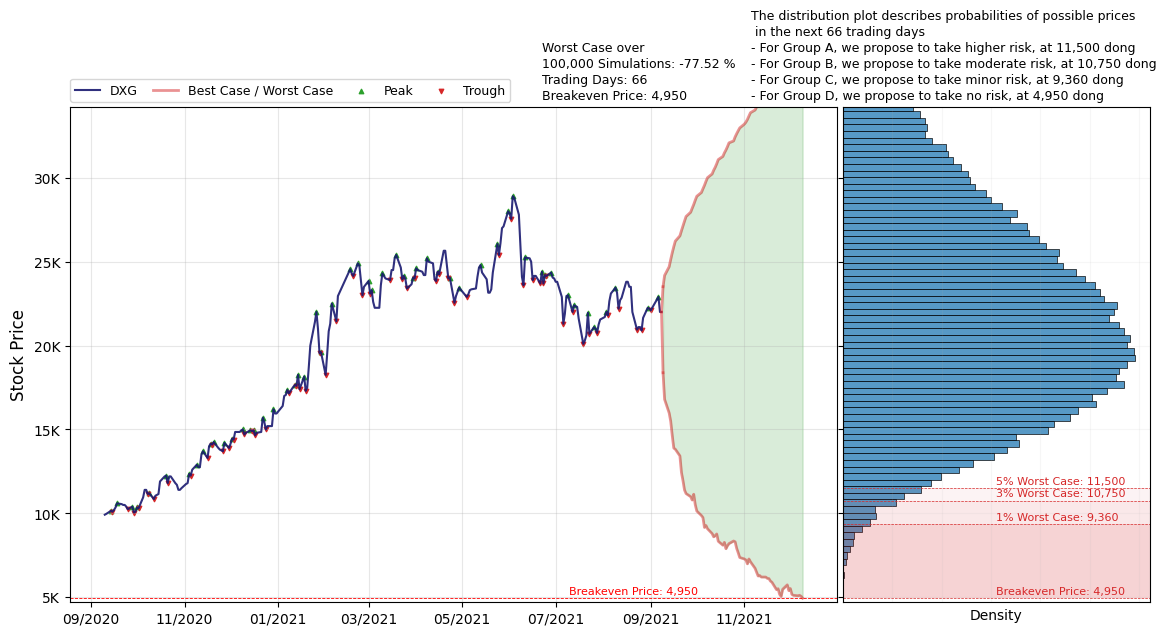 The distribution plot describes probabilities of possible prices
in the next 66 trading days
- For Group A, we propose to take higher risk, at 11,500 dong
- For Group B, we propose to take moderate risk, at 10,750 dong
- For Group C, we propose to take minor risk, at 9,360 dong
- For Group D, we propose to take no risk, at 4,950 dong
Worst Case over
100,000 Simulations: -77.52 %
Trading Days: 66
Breakeven Price: 4,950
DXG
Best Case / Worst Case
Peak
Trough
Stock Price
30K
25K
20K
15K
10K
5K
Breakeven Price: 4,950
09/2020
11/2020
01/2021
03/2021
05/2021
07/2021
09/2021
11/2021
5% Worst Case: 11,500
3% Worst Case: 10,750
1% Worst Case: 9,360
Breakeven Price: 4,950
Density